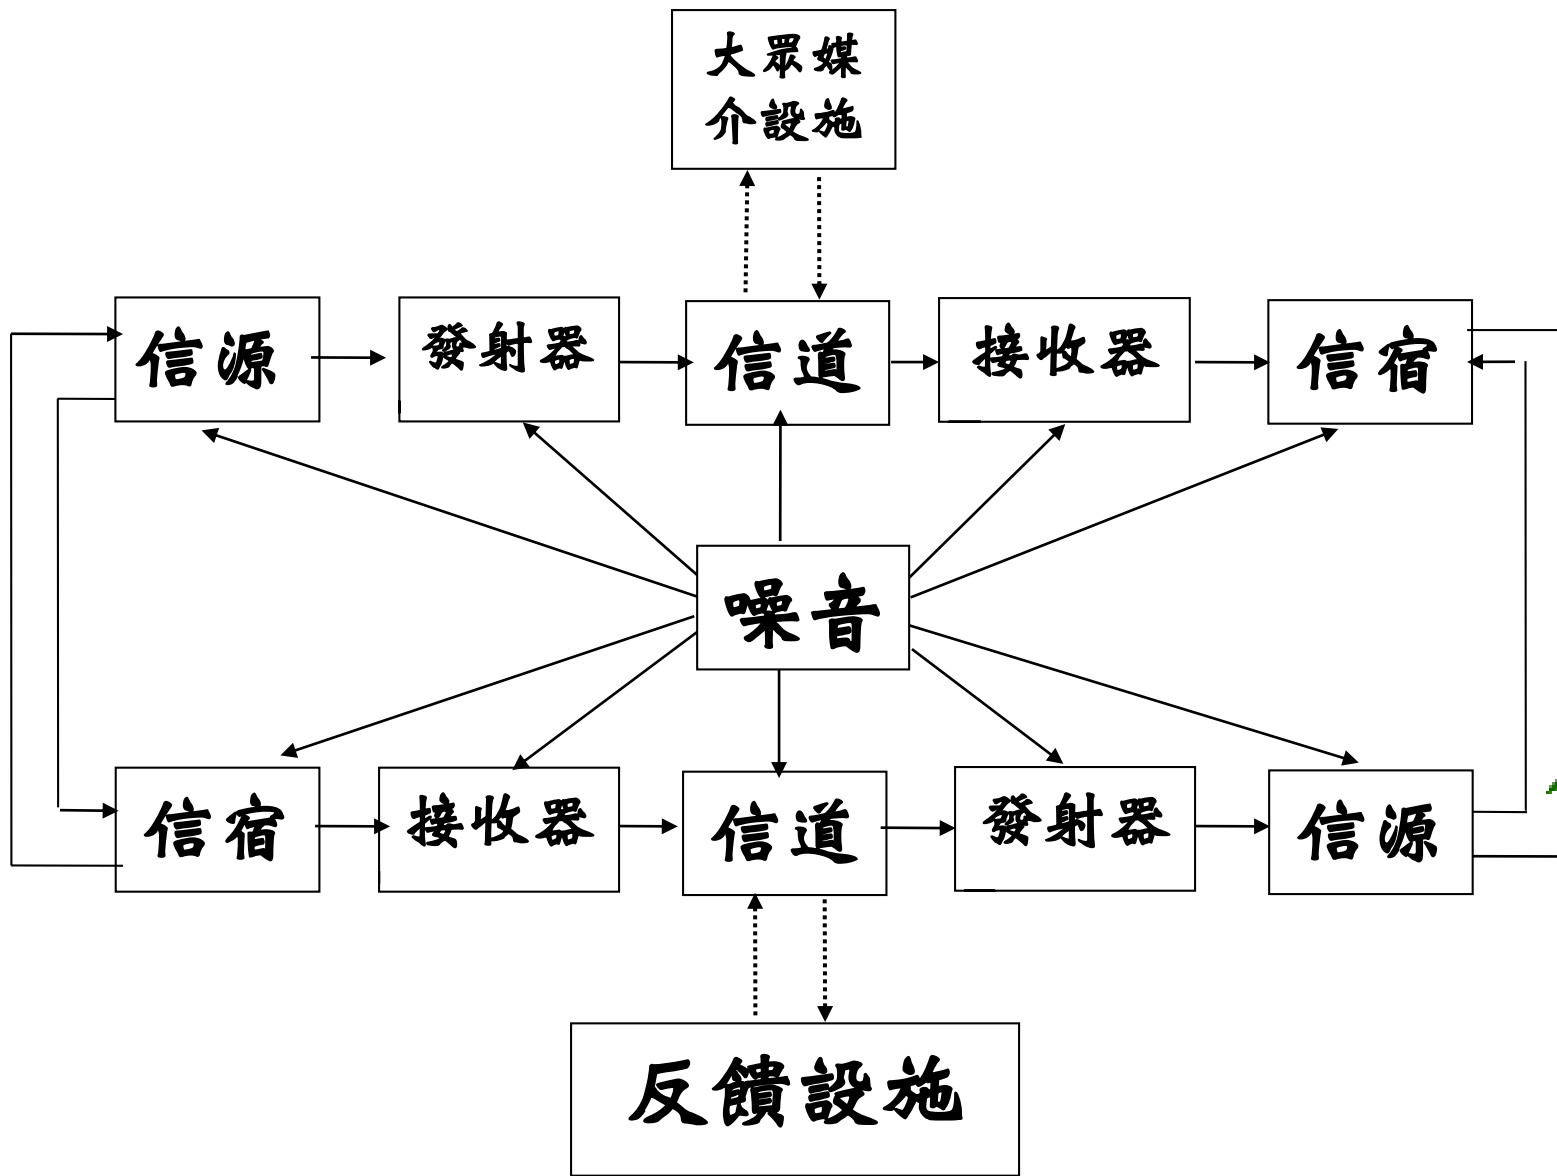 大眾媒
介設施
信源
發射器
信道
接收器
信宿
噪音
信宿
接收器
信道
發射器
信源
反饋設施